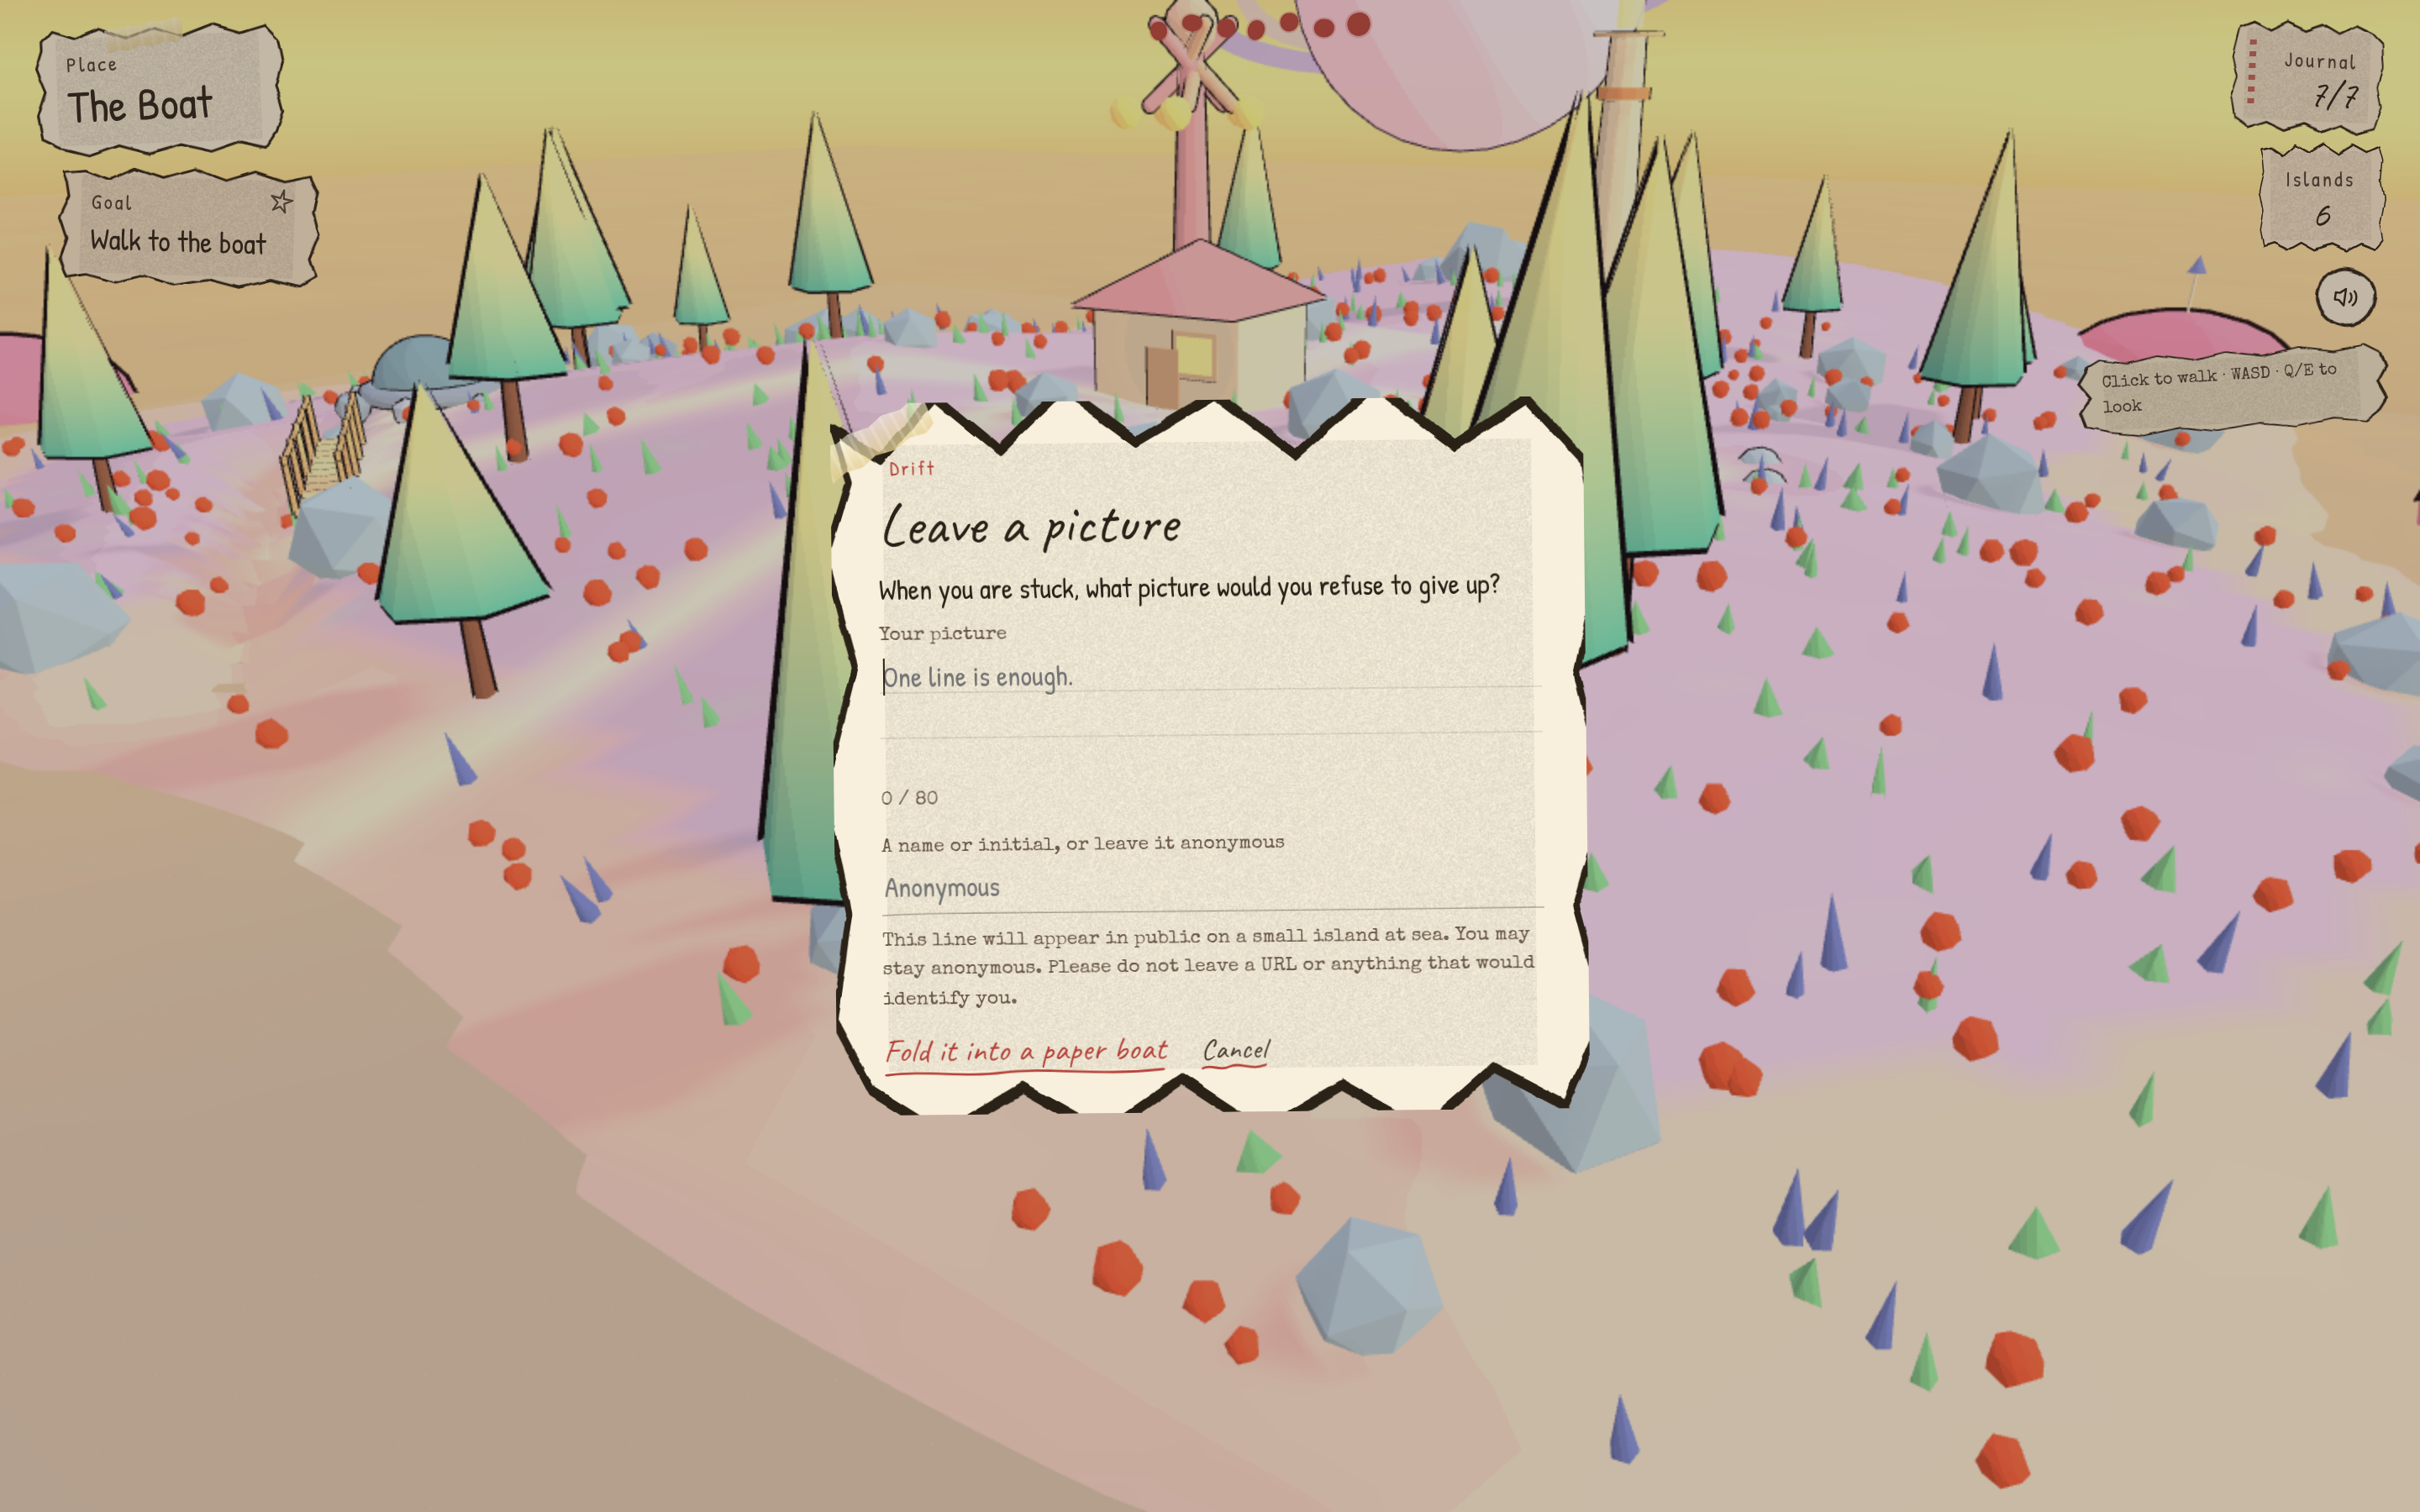 Place
The Boat
Goal
Walk to the boat
Journal
7/7
Islands
6
Click to walk · WASD · Q/E to
look
Drift
Leave a picture
When you are stuck, what picture would you refuse to give up?
Your picture
One line is enough.
0 / 80
A name or initial, or leave it anonymous
Anonymous
This line will appear in public on a small island at sea. You may
stay anonymous. Please do not leave a URL or anything that would
identify you.
Fold it into a paper boat Cancel